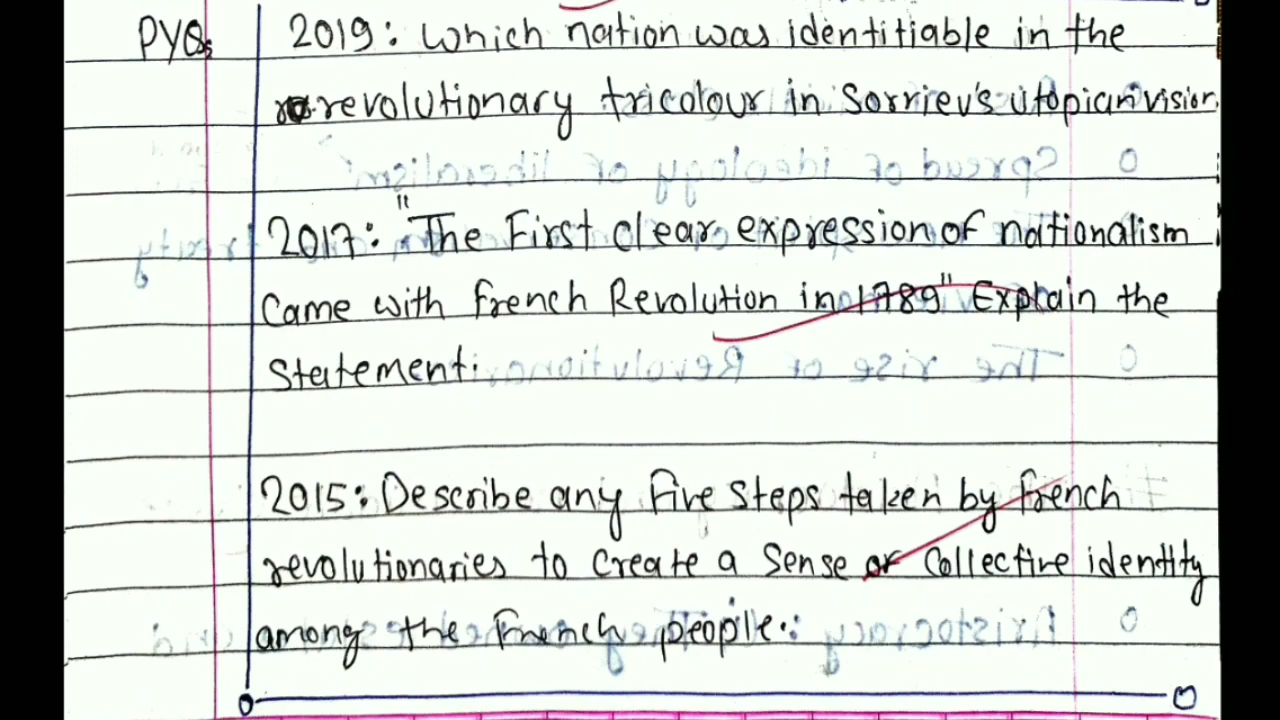 PYQs 2019: Which nation was identitiable in the
revolutionary tricolour in Sorriev's utopian vision
2017: "The First clear expression of nationalism
Came with French Revolution in 1789" Explain the
Statement.
2015: Describe any Five Steps taken by French
revolutionaries to create a Sense of Collective identity
among the French people.